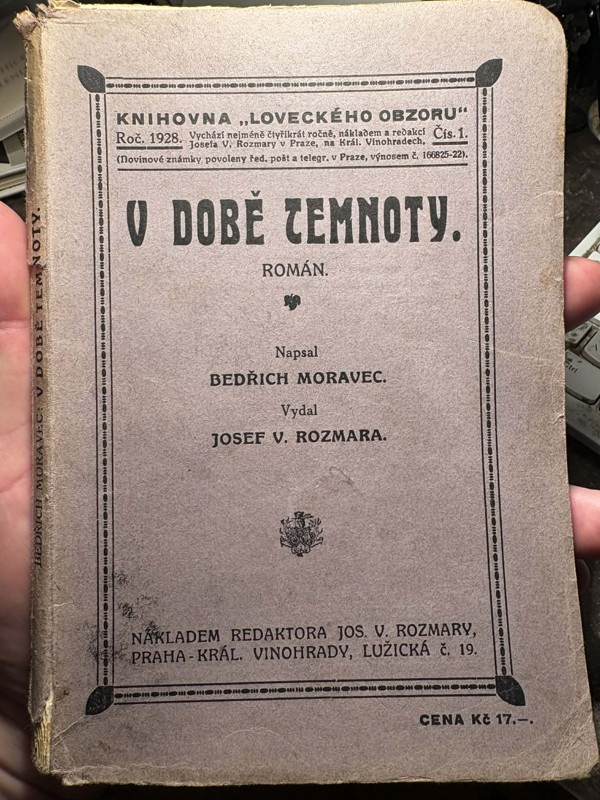 KNIHOVNA „LOVECKÉHO OBZORU“
Roč. 1928. Vychází nejméně čtyřikrát ročně, nákladem a redakcí Čís. 1.
Josefa V. Rozmary v Praze, na Král. Vinohradech,
(Novinové známky povoleny řed. pošt a telegr. v Praze, výnosem č. 166825-22).
V DOBĚ TEMNOTY.
ROMÁN.
Napsal
BEDŘICH MORAVEC.
Vydal
JOSEF V. ROZMARA.
NÁKLADEM REDAKTORA JOS. V. ROZMARY,
PRAHA-KRÁL. VINOHRADY, LUŽICKÁ č. 19.
CENA Kč 17.–.
BEDŘICH MORAVEC: V DOBĚ TEMNOTY.